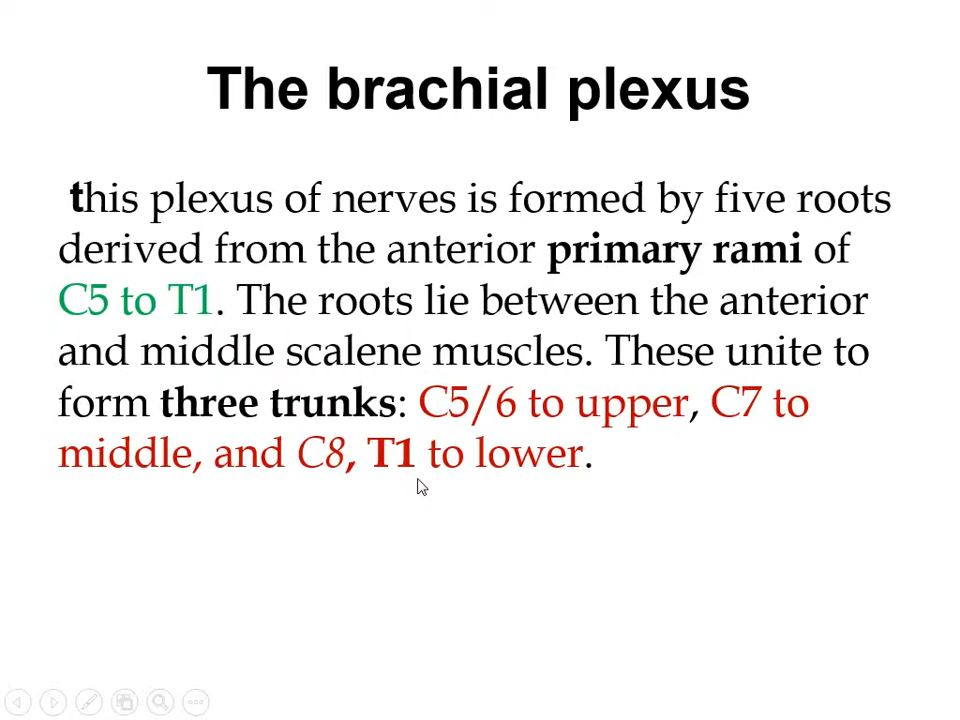 The brachial plexus
this plexus of nerves is formed by five roots
derived from the anterior primary rami of
C5 to T1. The roots lie between the anterior
and middle scalene muscles. These unite to
form three trunks: C5/6 to upper, C7 to
middle, and C8, T1 to lower.